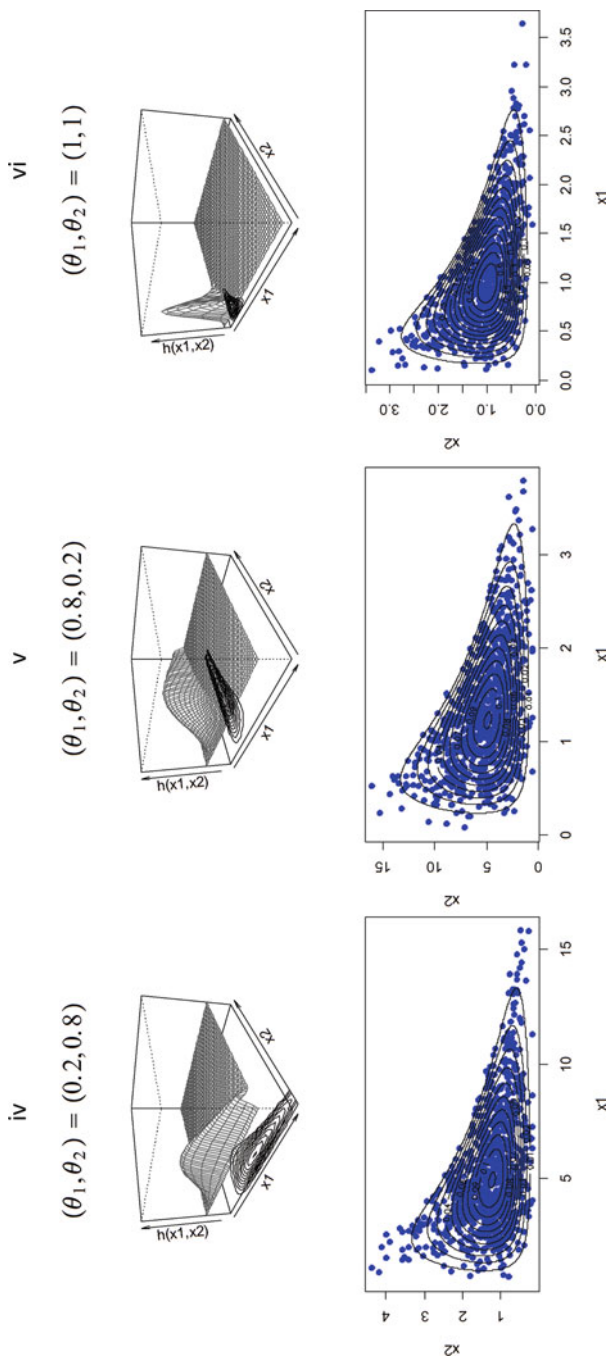 iv
(θ₁,θ₂) = (0.2,0.8)
h(x1,x2)
x1
x2
x2
1 2 3 4
5 10 15
x1
v
(θ₁,θ₂) = (0.8,0.2)
h(x1,x2)
x1
x2
x2
0 5 10 15
0 1 2 3
x1
vi
(θ₁,θ₂) = (1,1)
h(x1,x2)
x1
x2
x2
0.0 1.0 2.0 3.0
0.0 0.5 1.0 1.5 2.0 2.5 3.0 3.5
x1